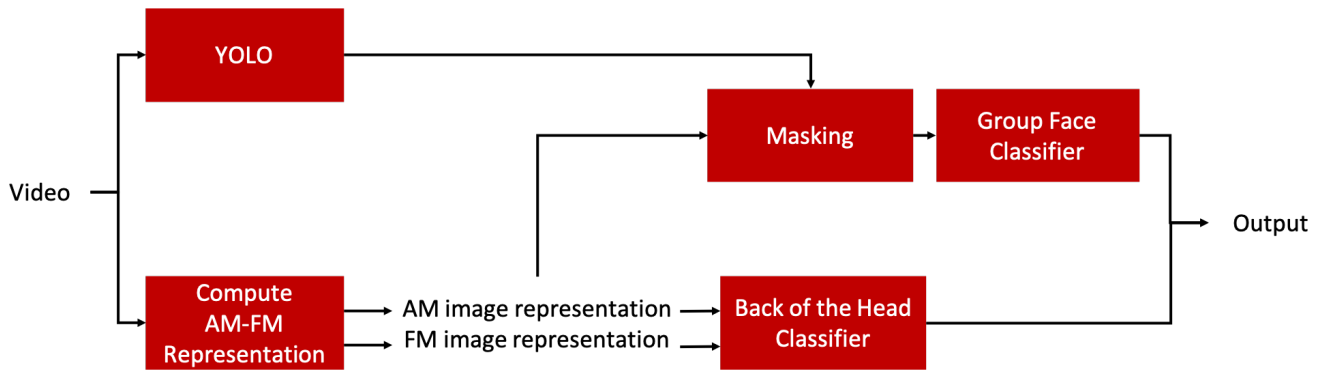 YOLO
Masking
Group Face
Classifier
Video
Output
Compute
AM-FM
Representation
AM image representation
FM image representation
Back of the Head
Classifier